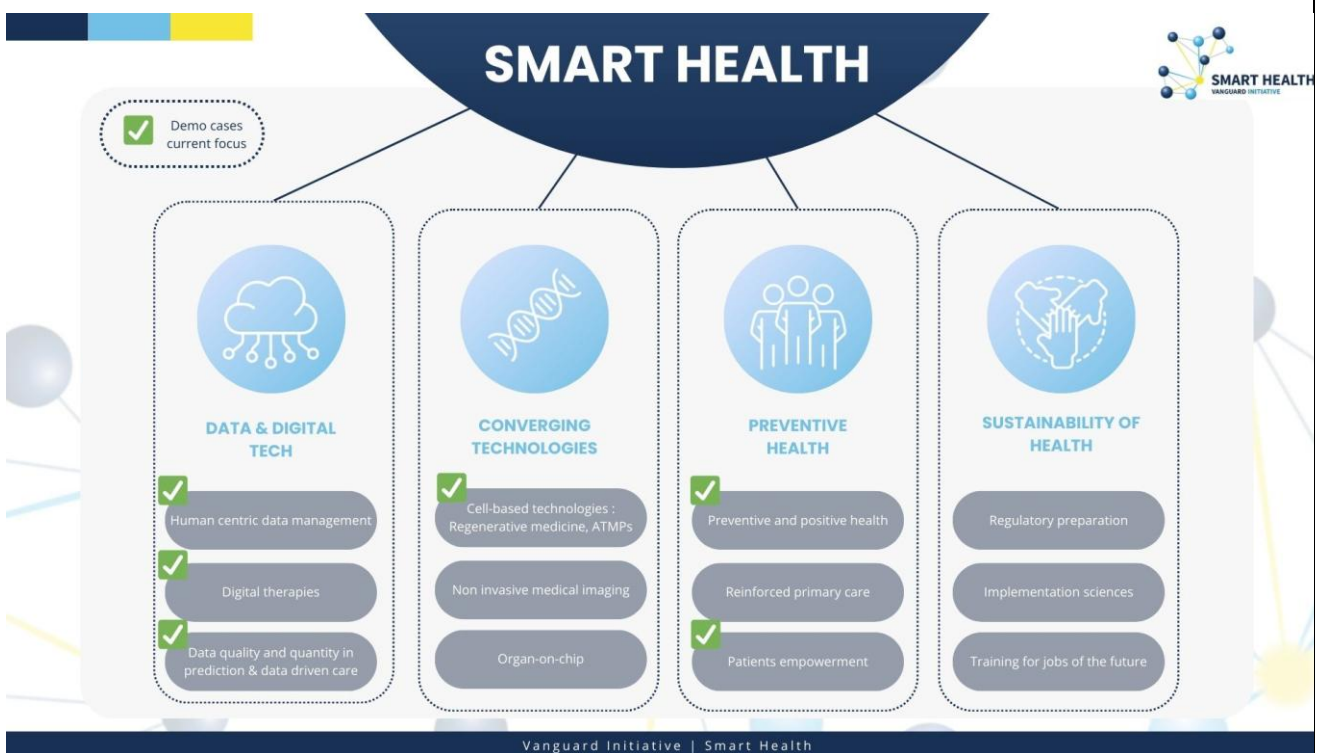 SMART HEALTH
SMART HEALTH
VANGUARD INITIATIVE
Demo cases
current focus
DATA & DIGITAL
TECH
Human centric data management
Digital therapies
Data quality and quantity in
prediction & data driven care
CONVERGING
TECHNOLOGIES
Cell-based technologies :
Regenerative medicine, ATMPs
Non invasive medical imaging
Organ-on-chip
PREVENTIVE
HEALTH
Preventive and positive health
Reinforced primary care
Patients empowerment
SUSTAINABILITY OF
HEALTH
Regulatory preparation
Implementation sciences
Training for jobs of the future
Vanguard Initiative | Smart Health